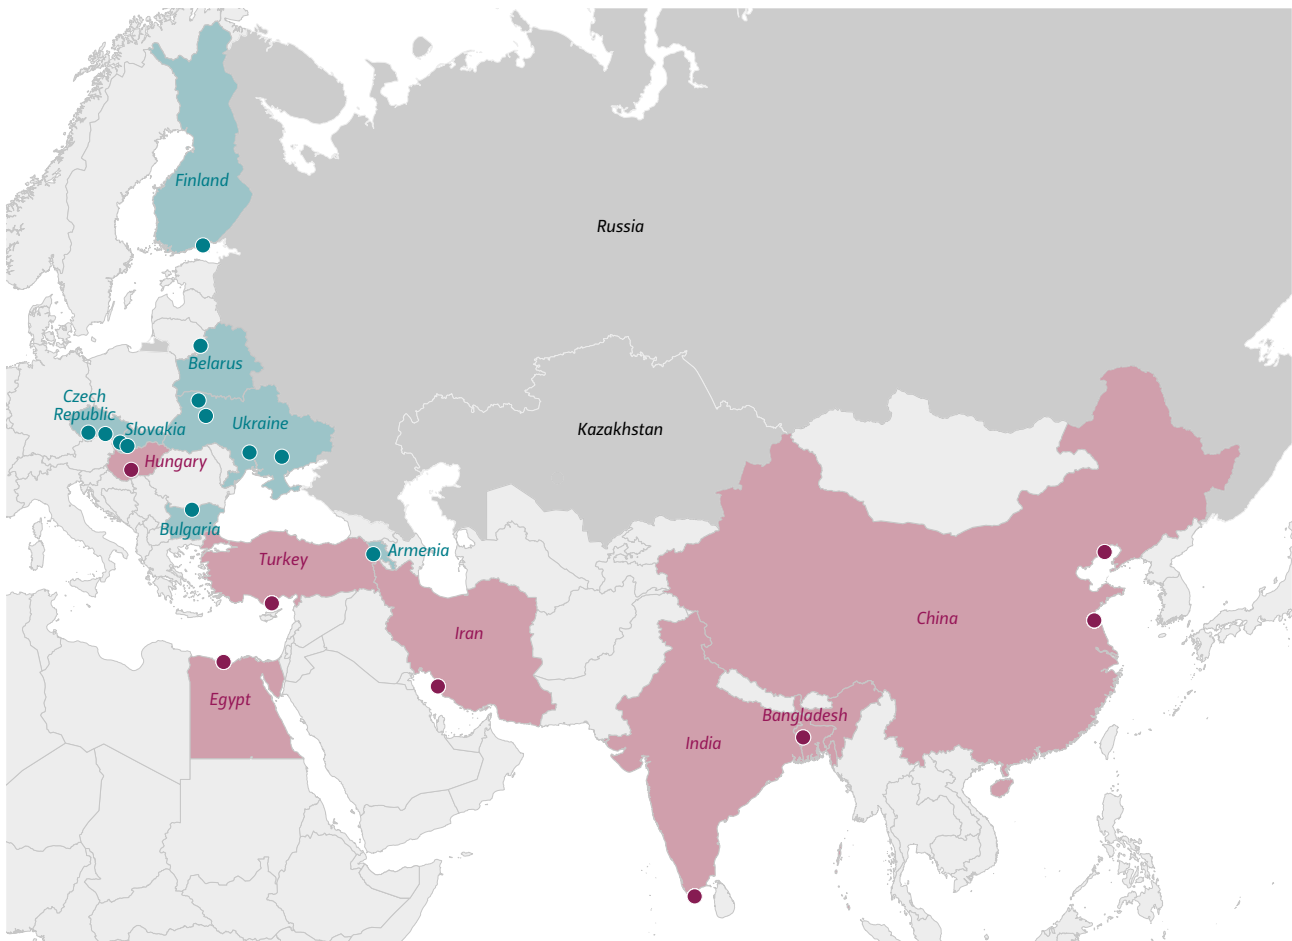 Finland
Russia
Belarus
Czech
Republic
Slovakia
Ukraine
Kazakhstan
Hungary
Bulgaria
Armenia
Turkey
China
Iran
Egypt
Bangladesh
India